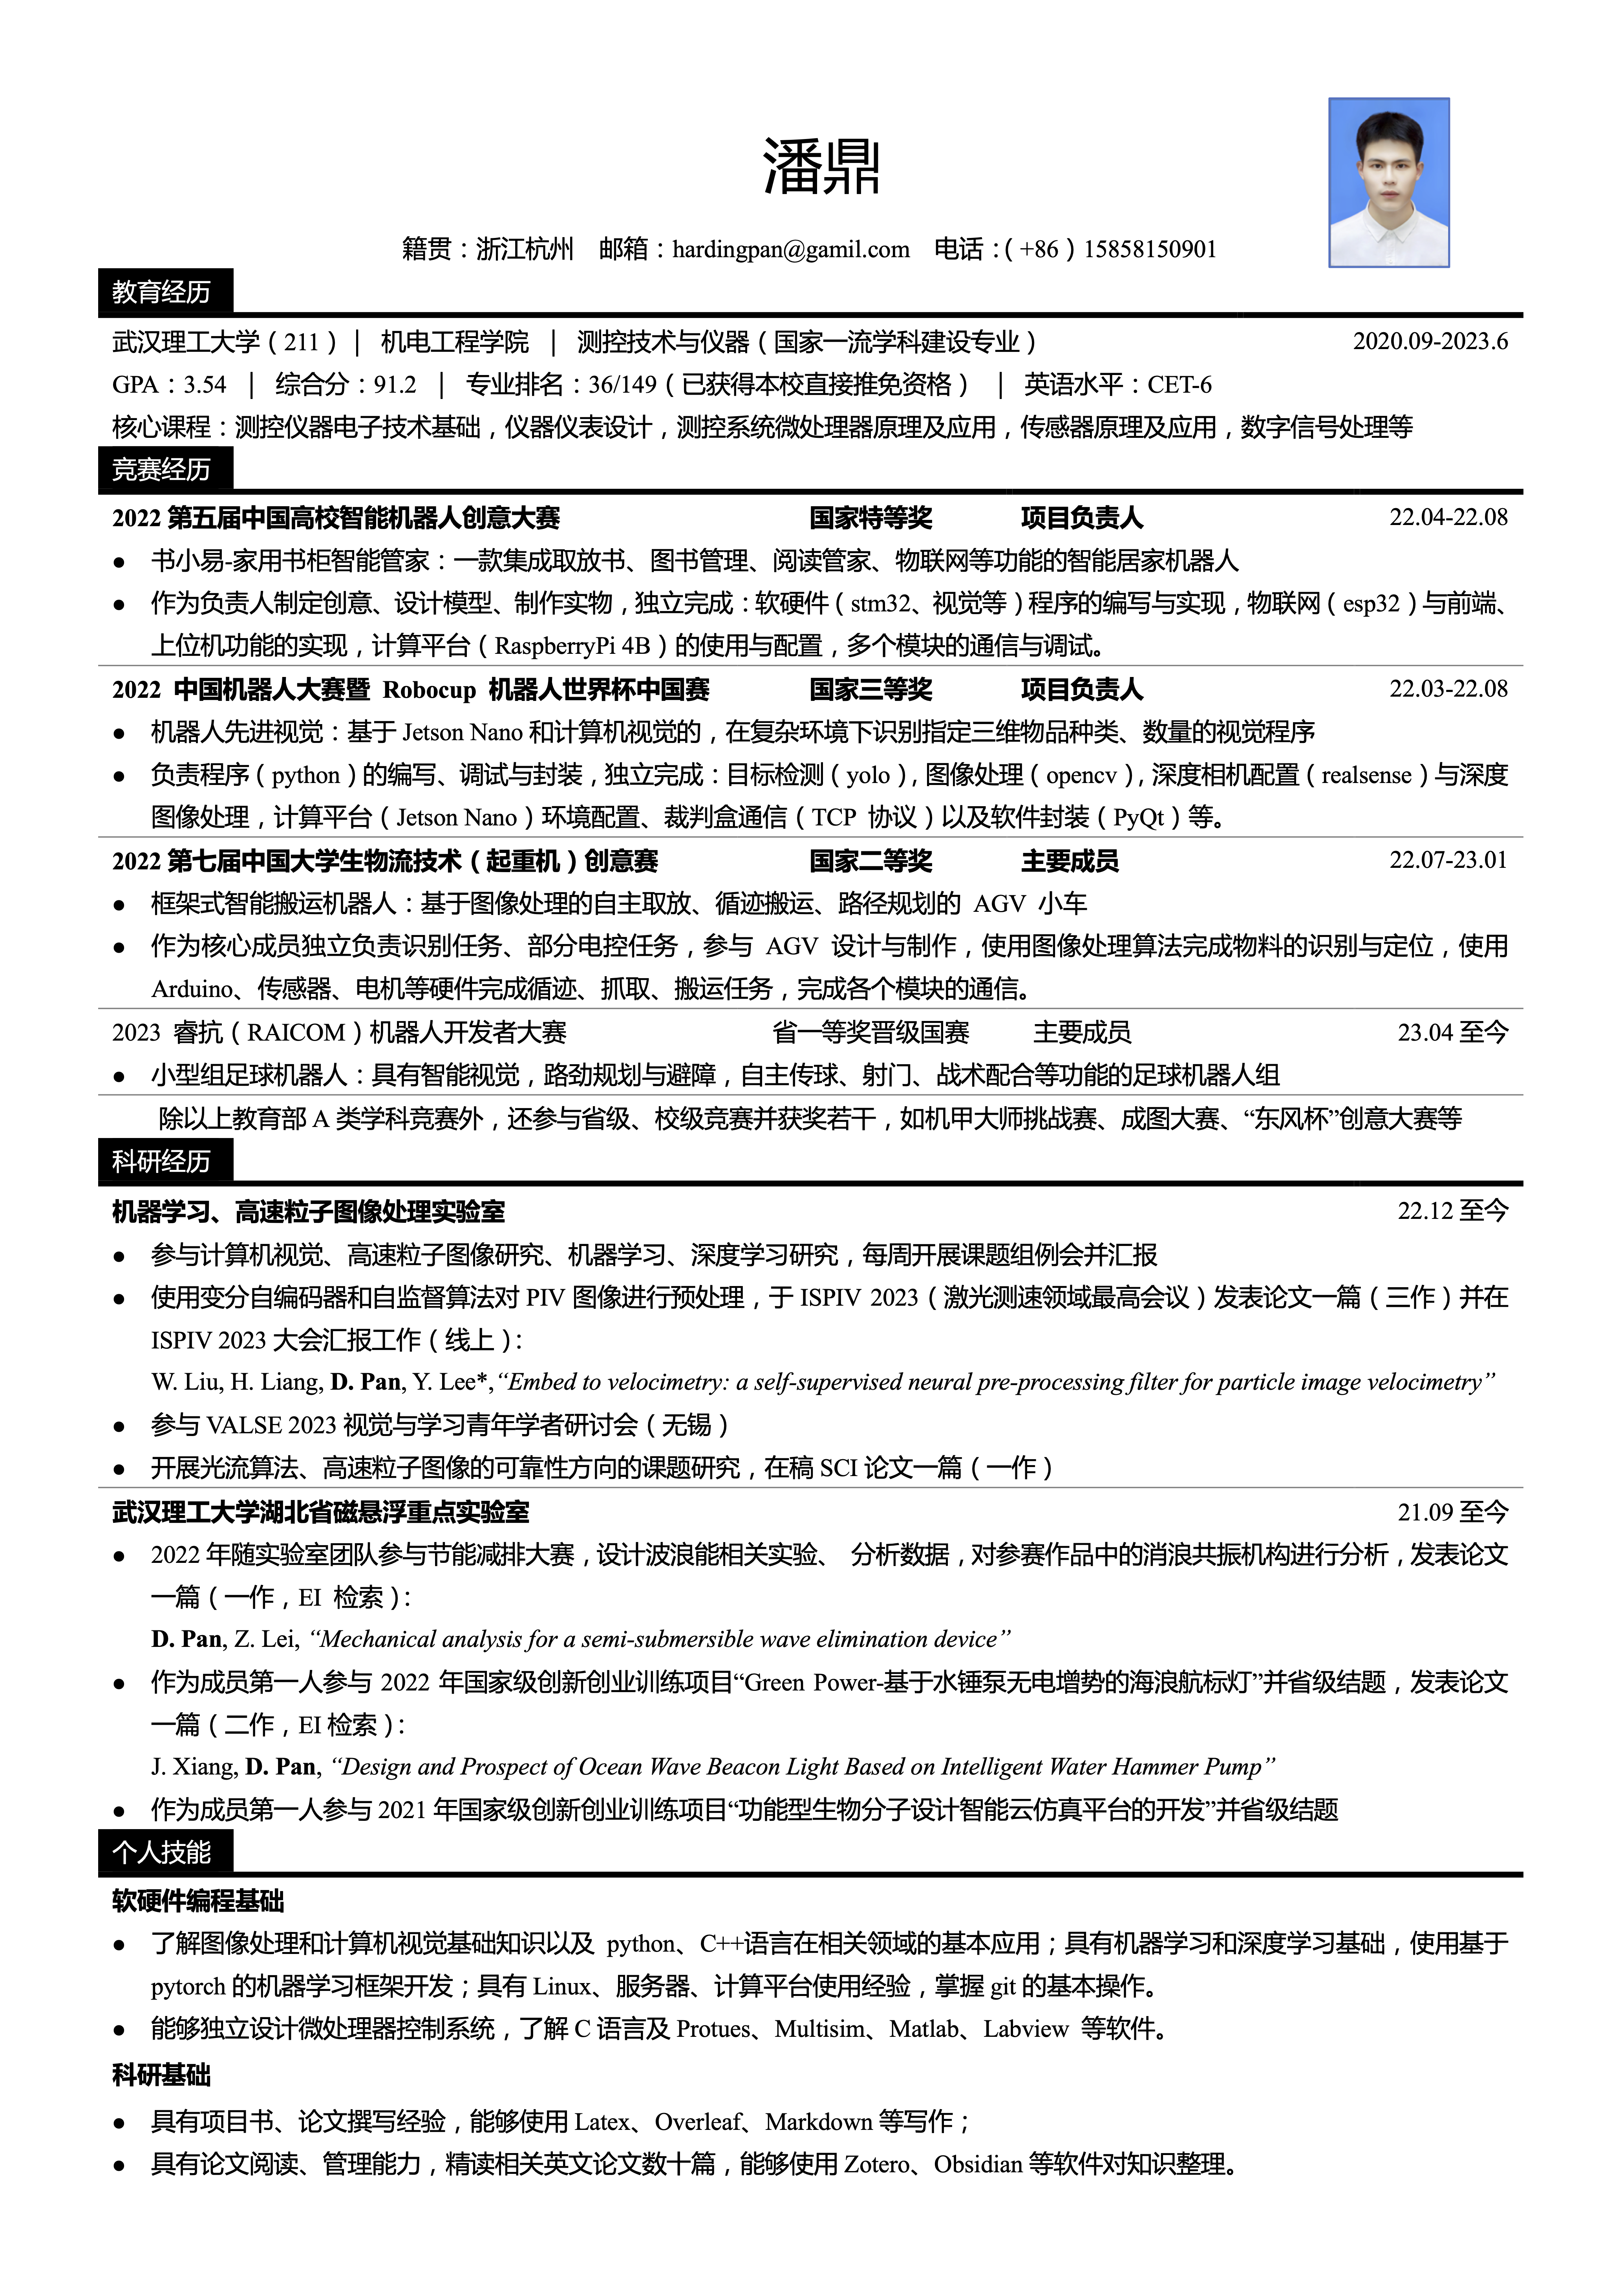 潘鼎
籍贯：浙江杭州 邮箱：hardingpan@gamil.com 电话：（+86）15858150901
教育经历
武汉理工大学（211）｜ 机电工程学院 ｜ 测控技术与仪器（国家一流学科建设专业） 2020.09-2023.6
GPA：3.54 ｜ 综合分：91.2 ｜ 专业排名：36/149（已获得本校直接推免资格） ｜ 英语水平：CET-6
核心课程：测控仪器电子技术基础，仪器仪表设计，测控系统微处理器原理及应用，传感器原理及应用，数字信号处理等
竞赛经历
2022 第五届中国高校智能机器人创意大赛 国家特等奖 项目负责人 22.04-22.08
● 书小易-家用书柜智能管家：一款集成取放书、图书管理、阅读管家、物联网等功能的智能居家机器人
● 作为负责人制定创意、设计模型、制作实物，独立完成：软硬件（stm32、视觉等）程序的编写与实现，物联网（esp32）与前端、
上位机功能的实现，计算平台（RaspberryPi 4B）的使用与配置，多个模块的通信与调试。
2022 中国机器人大赛暨 Robocup 机器人世界杯中国赛 国家三等奖 项目负责人 22.03-22.08
● 机器人先进视觉：基于 Jetson Nano 和计算机视觉的，在复杂环境下识别指定三维物品种类、数量的视觉程序
● 负责程序（python）的编写、调试与封装，独立完成：目标检测（yolo），图像处理（opencv），深度相机配置（realsense）与深度
图像处理，计算平台（Jetson Nano）环境配置、裁判盒通信（TCP 协议）以及软件封装（PyQt）等。
2022 第七届中国大学生物流技术（起重机）创意赛 国家二等奖 主要成员 22.07-23.01
● 框架式智能搬运机器人：基于图像处理的自主取放、循迹搬运、路径规划的 AGV 小车
● 作为核心成员独立负责识别任务、部分电控任务，参与 AGV 设计与制作，使用图像处理算法完成物料的识别与定位，使用
Arduino、传感器、电机等硬件完成循迹、抓取、搬运任务，完成各个模块的通信。
2023 睿抗（RAICOM）机器人开发者大赛 省一等奖晋级国赛 主要成员 23.04 至今
● 小型组足球机器人：具有智能视觉，路劲规划与避障，自主传球、射门、战术配合等功能的足球机器人组
除以上教育部 A 类学科竞赛外，还参与省级、校级竞赛并获奖若干，如机甲大师挑战赛、成图大赛、“东风杯”创意大赛等
科研经历
机器学习、高速粒子图像处理实验室 22.12 至今
● 参与计算机视觉、高速粒子图像研究、机器学习、深度学习研究，每周开展课题组例会并汇报
● 使用变分自编码器和自监督算法对 PIV 图像进行预处理，于 ISPIV 2023（激光测速领域最高会议）发表论文一篇（三作）并在
ISPIV 2023 大会汇报工作（线上）：
W. Liu, H. Liang, D. Pan, Y. Lee*,“Embed to velocimetry: a self-supervised neural pre-processing filter for particle image velocimetry”
● 参与 VALSE 2023 视觉与学习青年学者研讨会（无锡）
● 开展光流算法、高速粒子图像的可靠性方向的课题研究，在稿 SCI 论文一篇（一作）
武汉理工大学湖北省磁悬浮重点实验室 21.09 至今
● 2022 年随实验室团队参与节能减排大赛，设计波浪能相关实验、 分析数据，对参赛作品中的消浪共振机构进行分析，发表论文
一篇（一作，EI 检索）：
D. Pan, Z. Lei, “Mechanical analysis for a semi-submersible wave elimination device”
● 作为成员第一人参与 2022 年国家级创新创业训练项目“Green Power-基于水锤泵无电增势的海浪航标灯”并省级结题，发表论文
一篇（二作，EI 检索）：
J. Xiang, D. Pan, “Design and Prospect of Ocean Wave Beacon Light Based on Intelligent Water Hammer Pump”
● 作为成员第一人参与 2021 年国家级创新创业训练项目“功能型生物分子设计智能云仿真平台的开发”并省级结题
个人技能
软硬件编程基础
● 了解图像处理和计算机视觉基础知识以及 python、C++语言在相关领域的基本应用；具有机器学习和深度学习基础，使用基于
pytorch 的机器学习框架开发；具有 Linux、服务器、计算平台使用经验，掌握 git 的基本操作。
● 能够独立设计微处理器控制系统，了解 C 语言及 Protues、Multisim、Matlab、Labview 等软件。
科研基础
● 具有项目书、论文撰写经验，能够使用 Latex、Overleaf、Markdown 等写作；
● 具有论文阅读、管理能力，精读相关英文论文数十篇，能够使用 Zotero、Obsidian 等软件对知识整理。